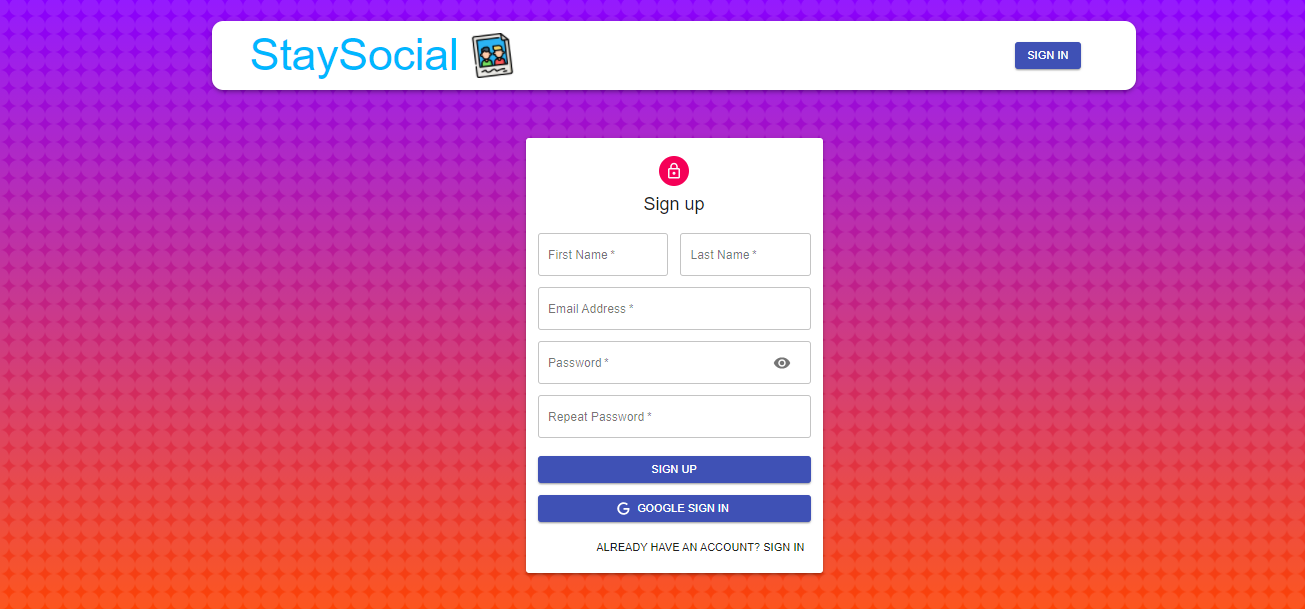 StaySocial
SIGN IN
Sign up
First Name *
Last Name *
Email Address *
Password *
Repeat Password *
SIGN UP
GOOGLE SIGN IN
ALREADY HAVE AN ACCOUNT? SIGN IN